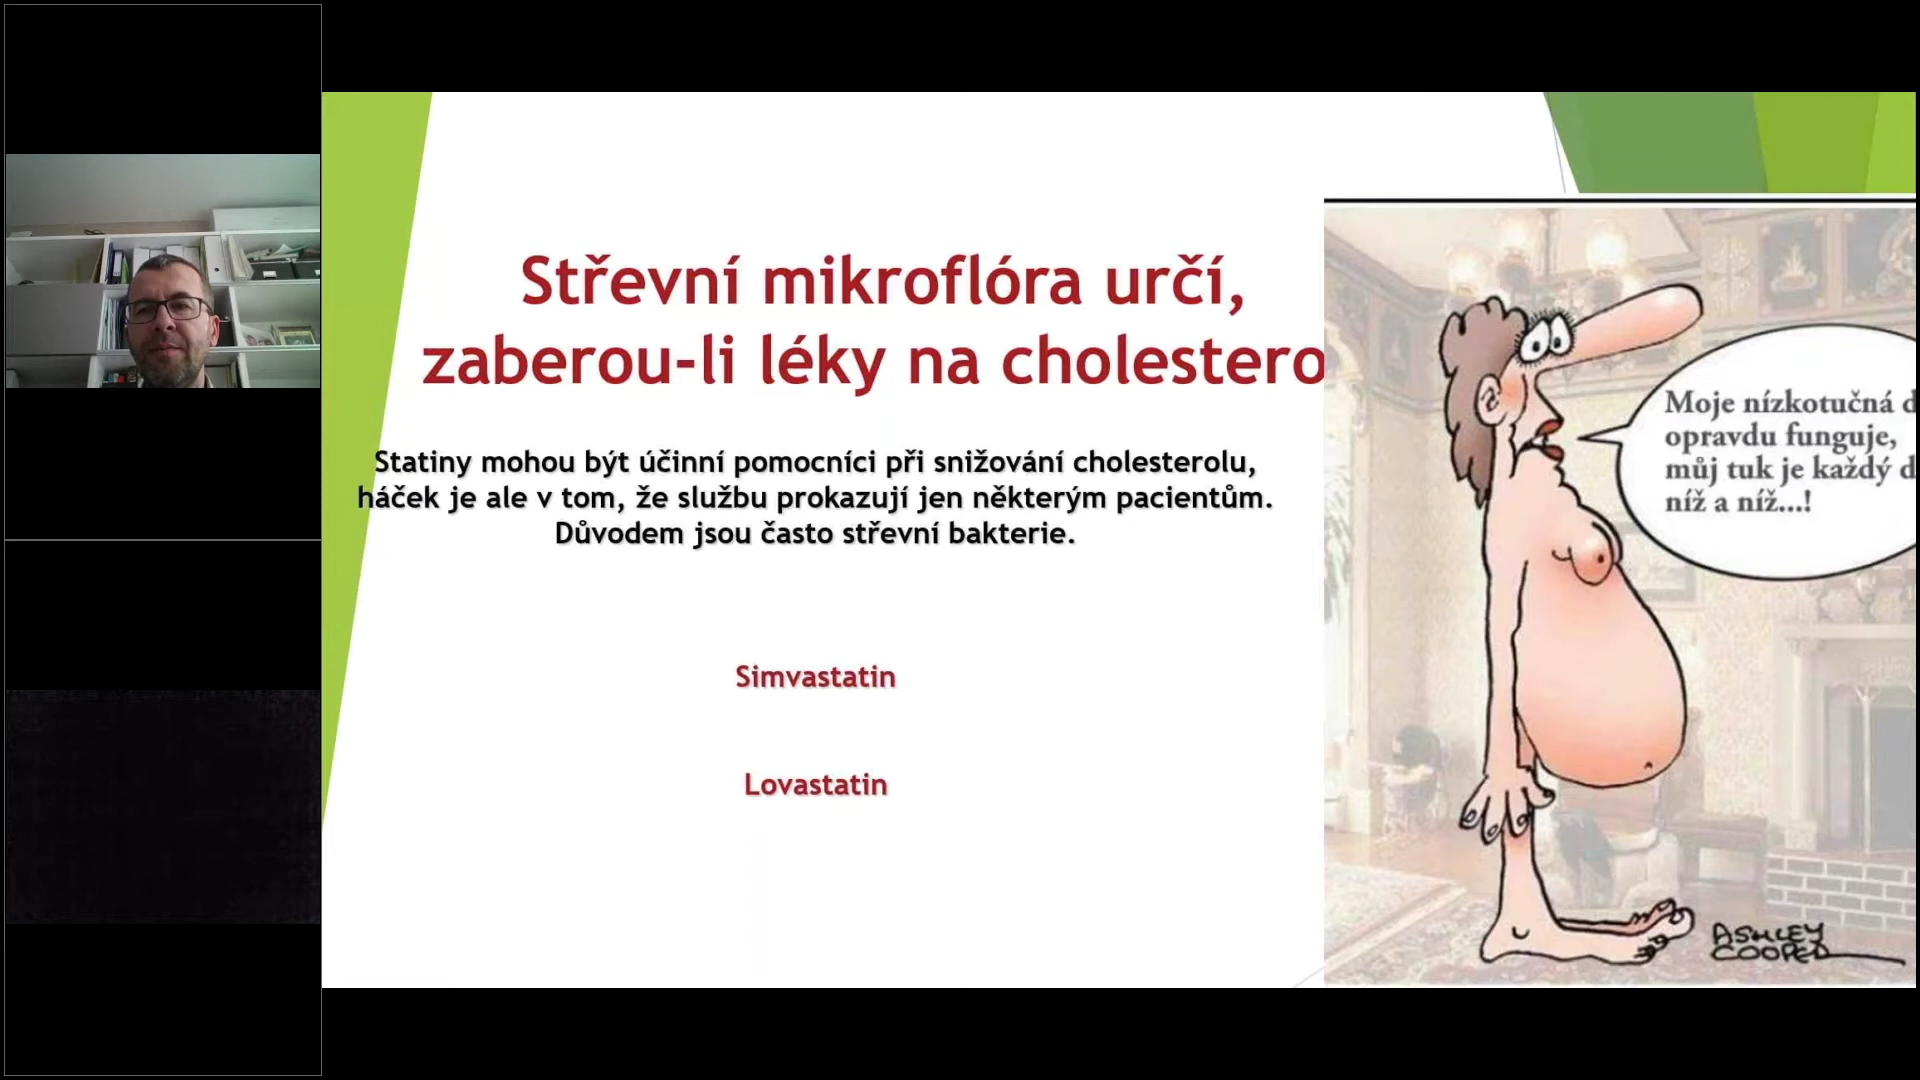 Střevní mikroflóra určí,
zaberou-li léky na cholestero
Statiny mohou být účinní pomocníci při snižování cholesterolu,
háček je ale v tom, že službu prokazují jen některým pacientům.
Důvodem jsou často střevní bakterie.
Simvastatin
Lovastatin
Moje nízkotučná d
opravdu funguje,
můj tuk je každý d
níž a níž...!
ASHLEY
COOPER